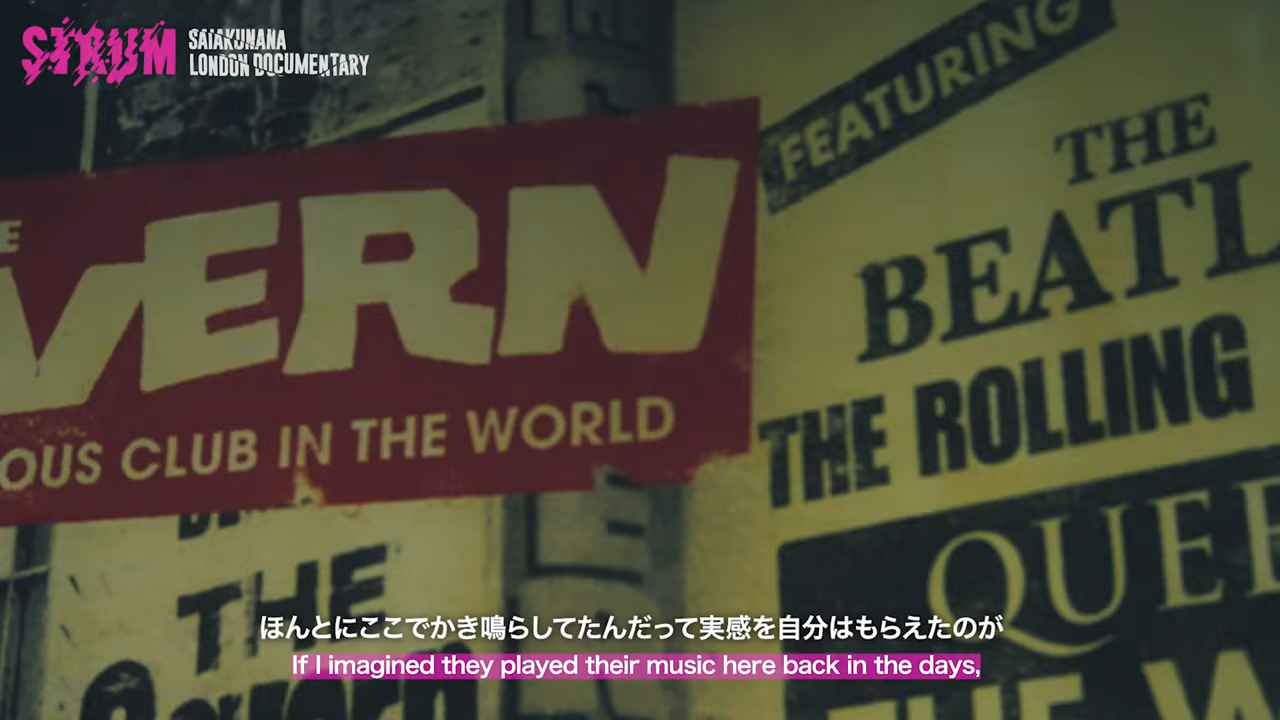 STRUM
SAIAKUNANA
LONDON DOCUMENTARY
FEATURING
THE
BEATL
THE ROLLING
QUEE
E
VERN
OUS CLUB IN THE WORLD
THE
Cavern
THE W
ほんとにここでかき鳴らしてたんだって実感を自分はもらえたのが
If I imagined they played their music here back in the days,